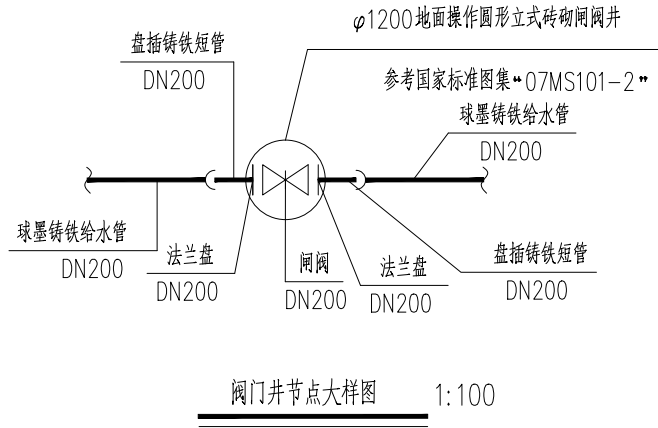 φ1200地面操作圆形立式砖砌闸阀井
参考国家标准图集“07MS101-2”
盘插铸铁短管
DN200
球墨铸铁给水管
DN200
球墨铸铁给水管
DN200
法兰盘
DN200
闸阀
DN200
法兰盘
DN200
盘插铸铁短管
DN200
阀门井节点大样图 1:100